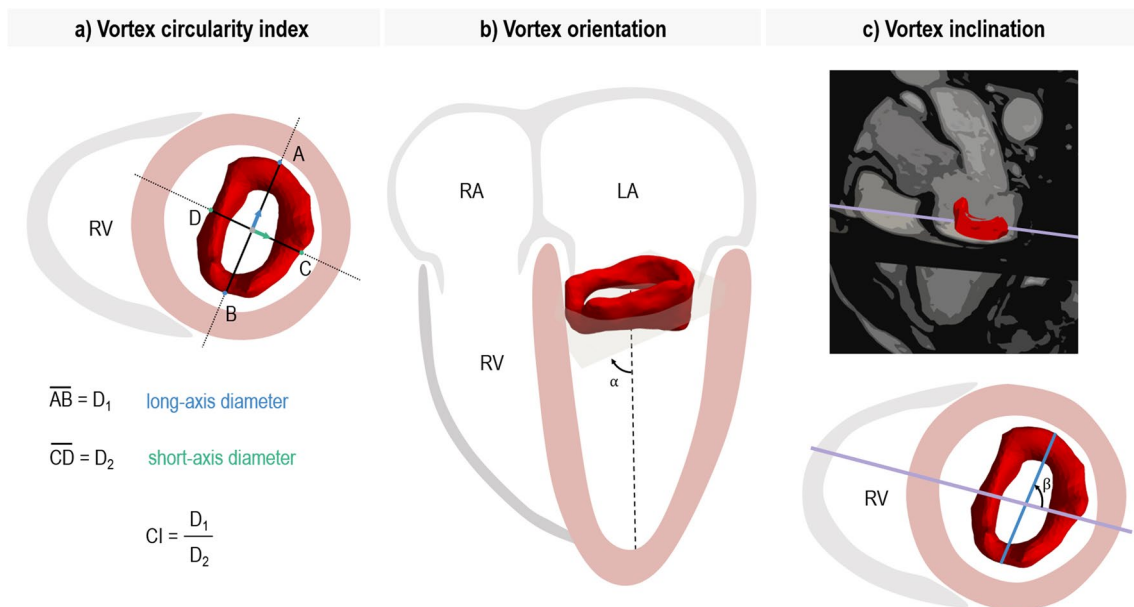 a) Vortex circularity index
RV
A
D
C
B
AB = D₁ long-axis diameter
CD = D₂ short-axis diameter
CI = D₁ / D₂
b) Vortex orientation
RA
LA
RV
α
c) Vortex inclination
RV
β